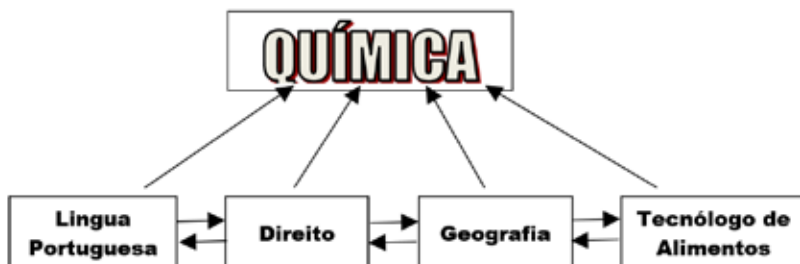 QUÍMICA
Lingua
Portuguesa
Direito
Geografia
Tecnólogo de
Alimentos